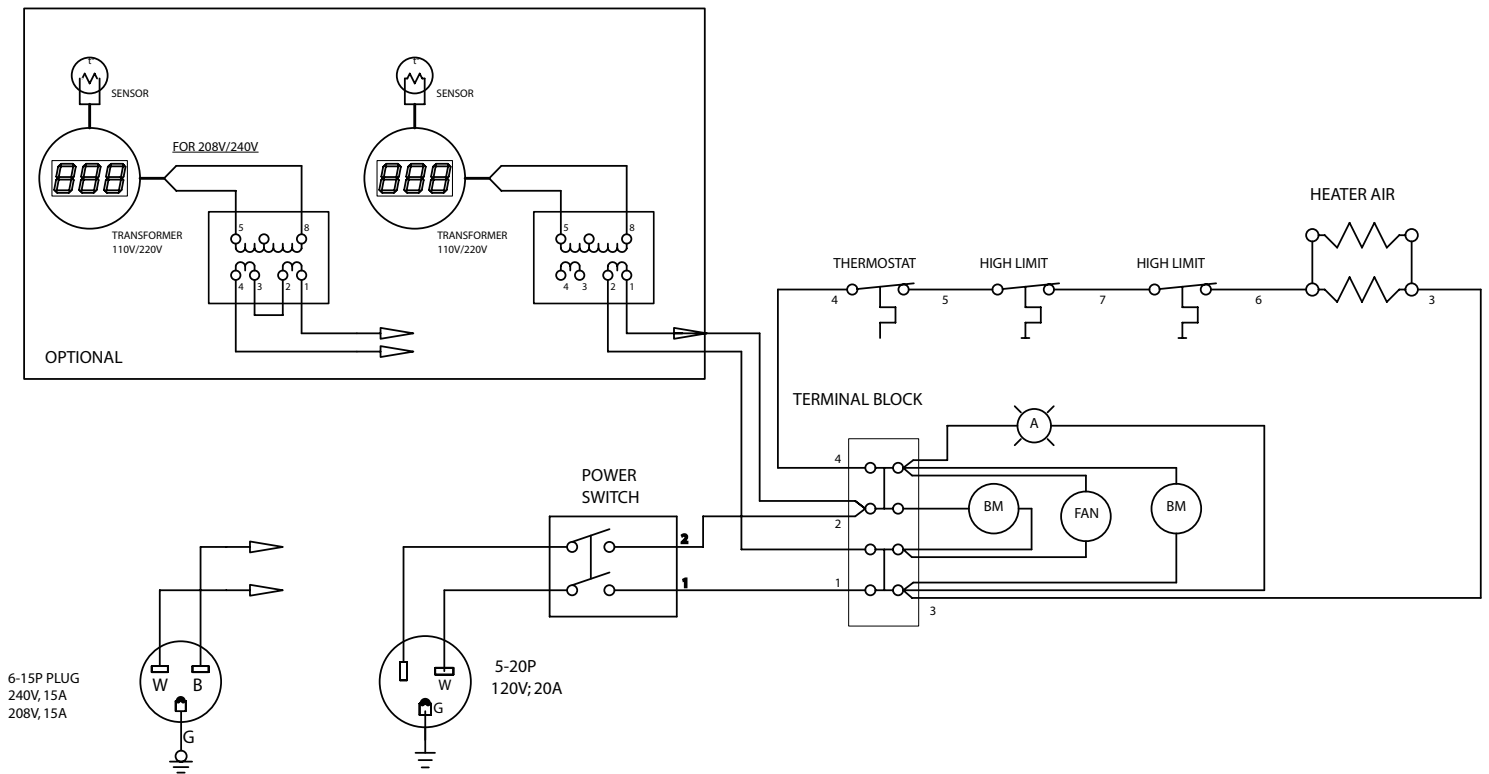 t°
SENSOR
FOR 208V/240V
888
TRANSFORMER
110V/220V
5
8
4
3
2
1
OPTIONAL
SENSOR
888
TRANSFORMER
110V/220V
5
8
4
3
2
1
HEATER AIR
THERMOSTAT
HIGH LIMIT
HIGH LIMIT
4
5
7
6
3
TERMINAL BLOCK
A
4
2
1
3
BM
FAN
BM
POWER
SWITCH
2
1
6-15P PLUG
240V, 15A
208V, 15A
W
B
G
5-20P
120V; 20A
W
G